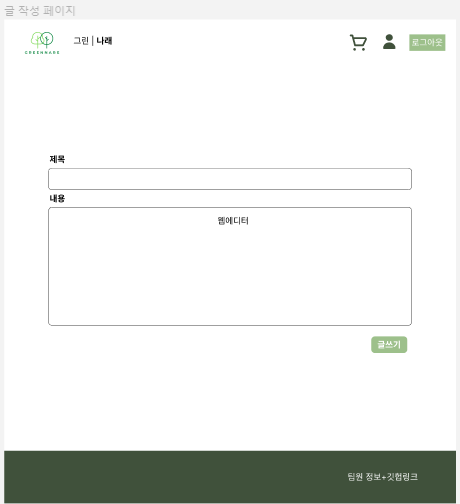 글 작성 페이지
그린 | 나래
로그아웃
제목
내용
웹에디터
글쓰기
팀원 정보+깃헙링크